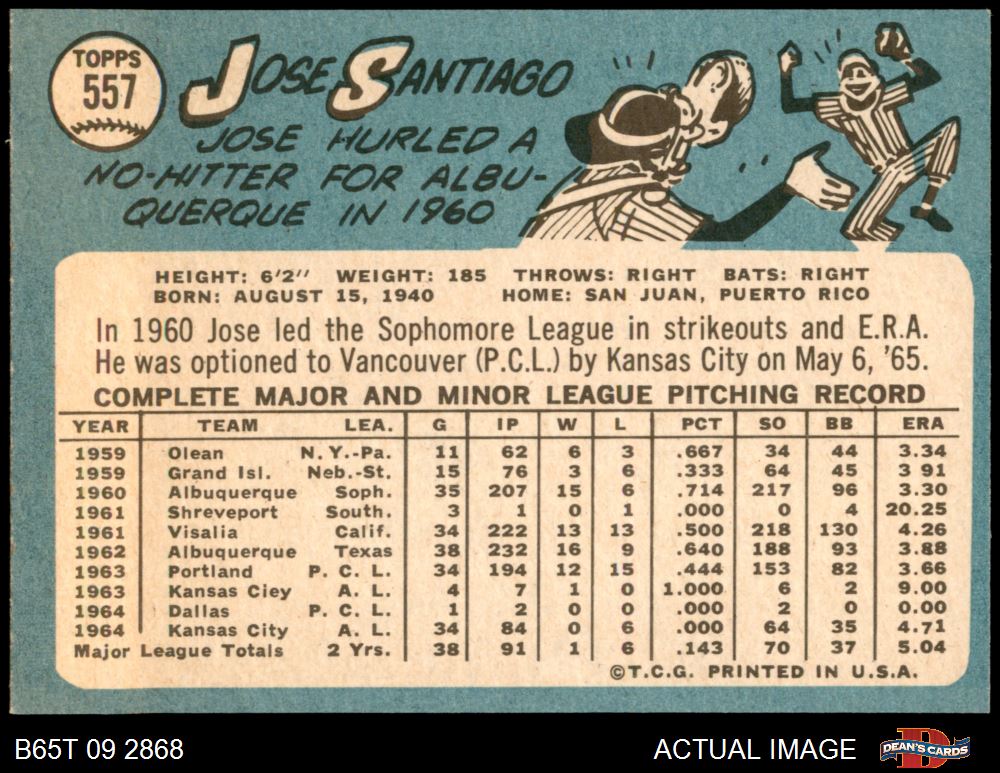 TOPPS
557
JOSE SANTIAGO
JOSE HURLED A
NO-HITTER FOR ALBU-
QUERQUE IN 1960
HEIGHT: 6'2" WEIGHT: 185 THROWS: RIGHT BATS: RIGHT
BORN: AUGUST 15, 1940 HOME: SAN JUAN, PUERTO RICO
In 1960 Jose led the Sophomore League in strikeouts and E.R.A.
He was optioned to Vancouver (P.C.L.) by Kansas City on May 6, '65.
COMPLETE MAJOR AND MINOR LEAGUE PITCHING RECORD
YEAR TEAM LEA. G IP W L PCT SO BB ERA
1959 Olean N.Y.-Pa. 11 62 6 3 .667 34 44 3.34
1959 Grand Isl. Neb.-St. 15 76 3 6 .333 64 45 3 91
1960 Albuquerque Soph. 35 207 15 6 .714 217 96 3.30
1961 Shreveport South. 3 1 0 1 .000 0 4 20.25
1961 Visalia Calif. 34 222 13 13 .500 218 130 4.26
1962 Albuquerque Texas 38 232 16 9 .640 188 93 3.88
1963 Portland P. C. L. 34 194 12 15 .444 153 82 3.66
1963 Kansas Ciey A. L. 4 7 1 0 1.000 6 2 9.00
1964 Dallas P. C. L. 1 2 0 0 .000 2 0 0.00
1964 Kansas City A. L. 34 84 0 6 .000 64 35 4.71
Major League Totals 2 Yrs. 38 91 1 6 .143 70 37 5.04
©T.C.G. PRINTED IN U.S.A.
B65T 09 2868 ACTUAL IMAGE DEAN'S CARDS